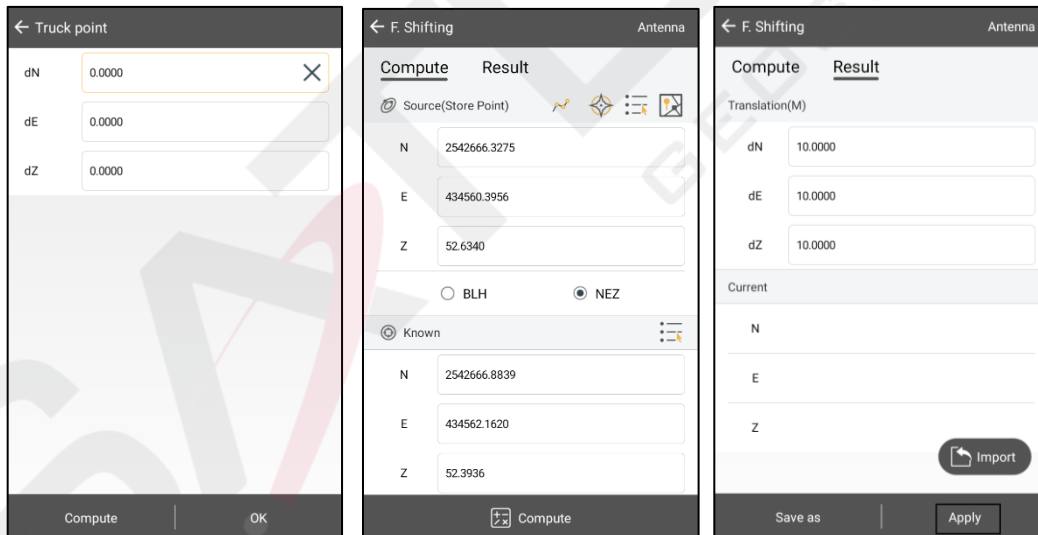 Truck point
dN 0.0000
dE 0.0000
dZ 0.0000
Compute OK
F. Shifting Antenna
Compute Result
Source(Store Point)
N 2542666.3275
E 434560.3956
Z 52.6340
BLH NEZ
Known
N 2542666.8839
E 434562.1620
Z 52.3936
Compute
F. Shifting Antenna
Compute Result
Translation(M)
dN 10.0000
dE 10.0000
dZ 10.0000
Current
N
E
Z
Import
Save as Apply